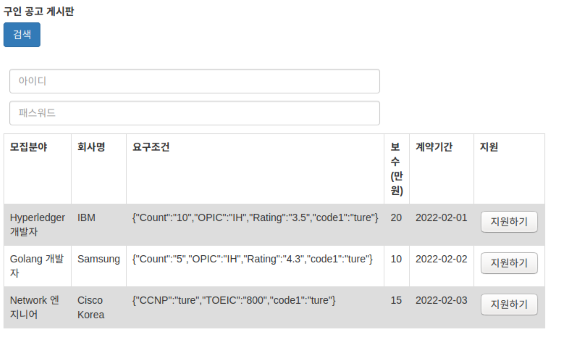 구인 공고 게시판
검색
아이디
패스워드
모집분야 회사명 요구조건 보수(만원) 계약기간 지원
Hyperledger 개발자 IBM {"Count":"10","OPIC":"IH","Rating":"3.5","code1":"ture"} 20 2022-02-01 지원하기
Golang 개발자 Samsung {"Count":"5","OPIC":"IH","Rating":"4.3","code1":"ture"} 10 2022-02-02 지원하기
Network 엔지니어 Cisco Korea {"CCNP":"ture","TOEIC":"800","code1":"ture"} 15 2022-02-03 지원하기